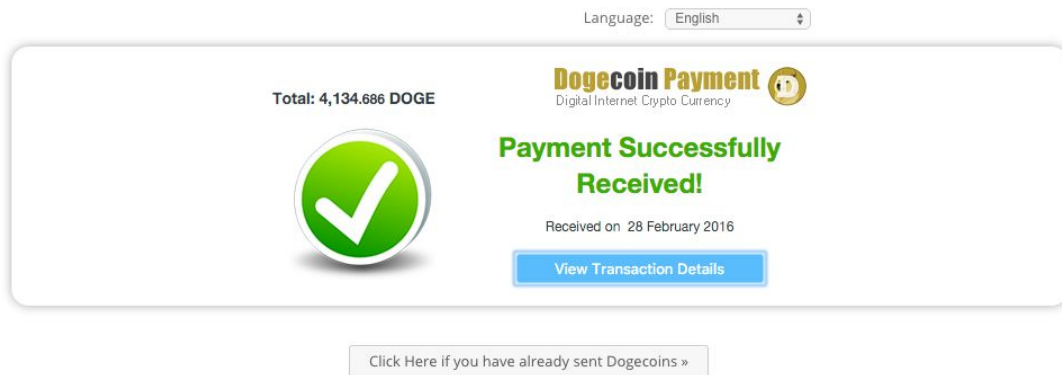 Language: English
Total: 4,134.686 DOGE
Dogecoin Payment
Digital Internet Crypto Currency
Payment Successfully
Received!
Received on 28 February 2016
View Transaction Details
Click Here if you have already sent Dogecoins »